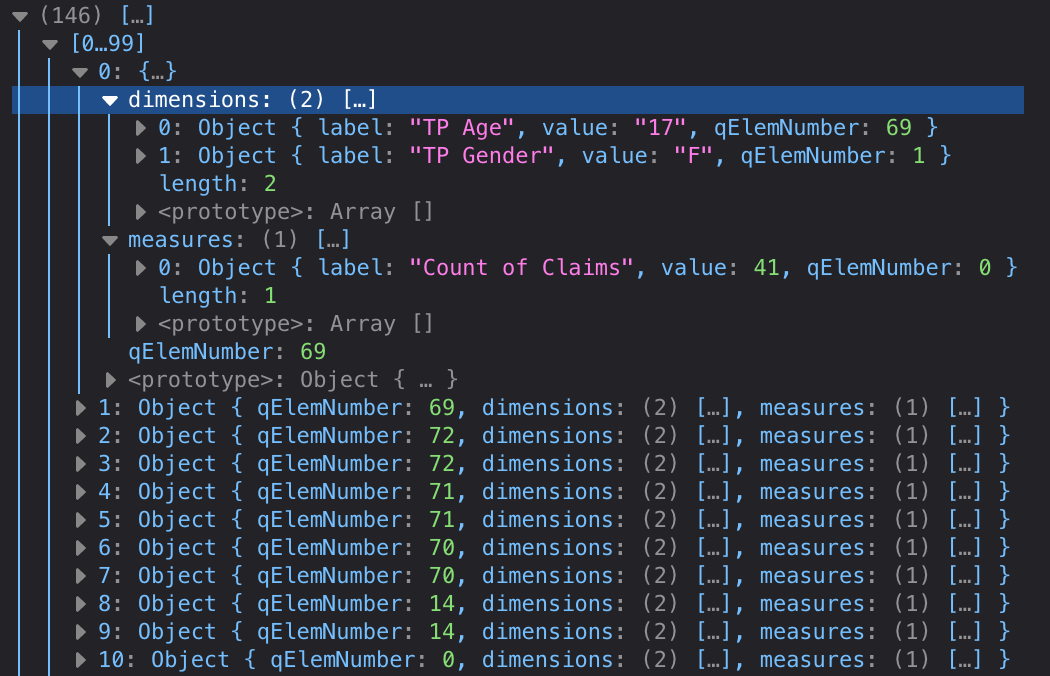 (146) […]
[0…99]
0: {…}
dimensions: (2) […]
0: Object { label: "TP Age", value: "17", qElemNumber: 69 }
1: Object { label: "TP Gender", value: "F", qElemNumber: 1 }
length: 2
<prototype>: Array []
measures: (1) […]
0: Object { label: "Count of Claims", value: 41, qElemNumber: 0 }
length: 1
<prototype>: Array []
qElemNumber: 69
<prototype>: Object { … }
1: Object { qElemNumber: 69, dimensions: (2) […], measures: (1) […] }
2: Object { qElemNumber: 72, dimensions: (2) […], measures: (1) […] }
3: Object { qElemNumber: 72, dimensions: (2) […], measures: (1) […] }
4: Object { qElemNumber: 71, dimensions: (2) […], measures: (1) […] }
5: Object { qElemNumber: 71, dimensions: (2) […], measures: (1) […] }
6: Object { qElemNumber: 70, dimensions: (2) […], measures: (1) […] }
7: Object { qElemNumber: 70, dimensions: (2) […], measures: (1) […] }
8: Object { qElemNumber: 14, dimensions: (2) […], measures: (1) […] }
9: Object { qElemNumber: 14, dimensions: (2) […], measures: (1) […] }
10: Object { qElemNumber: 0, dimensions: (2) […], measures: (1) […] }